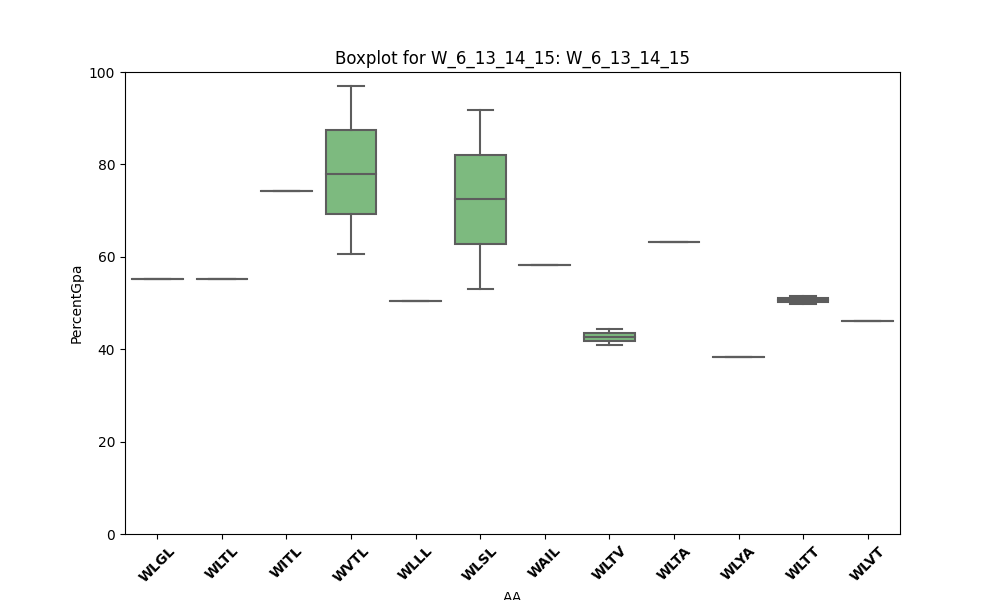 Boxplot for W_6_13_14_15: W_6_13_14_15
100
80
60
40
20
0
PercentGpa
WLGL WLTL WITL WVTL WLLL WLSL WAIL WLTV WLTA WLYA WLTT WLVT
AA